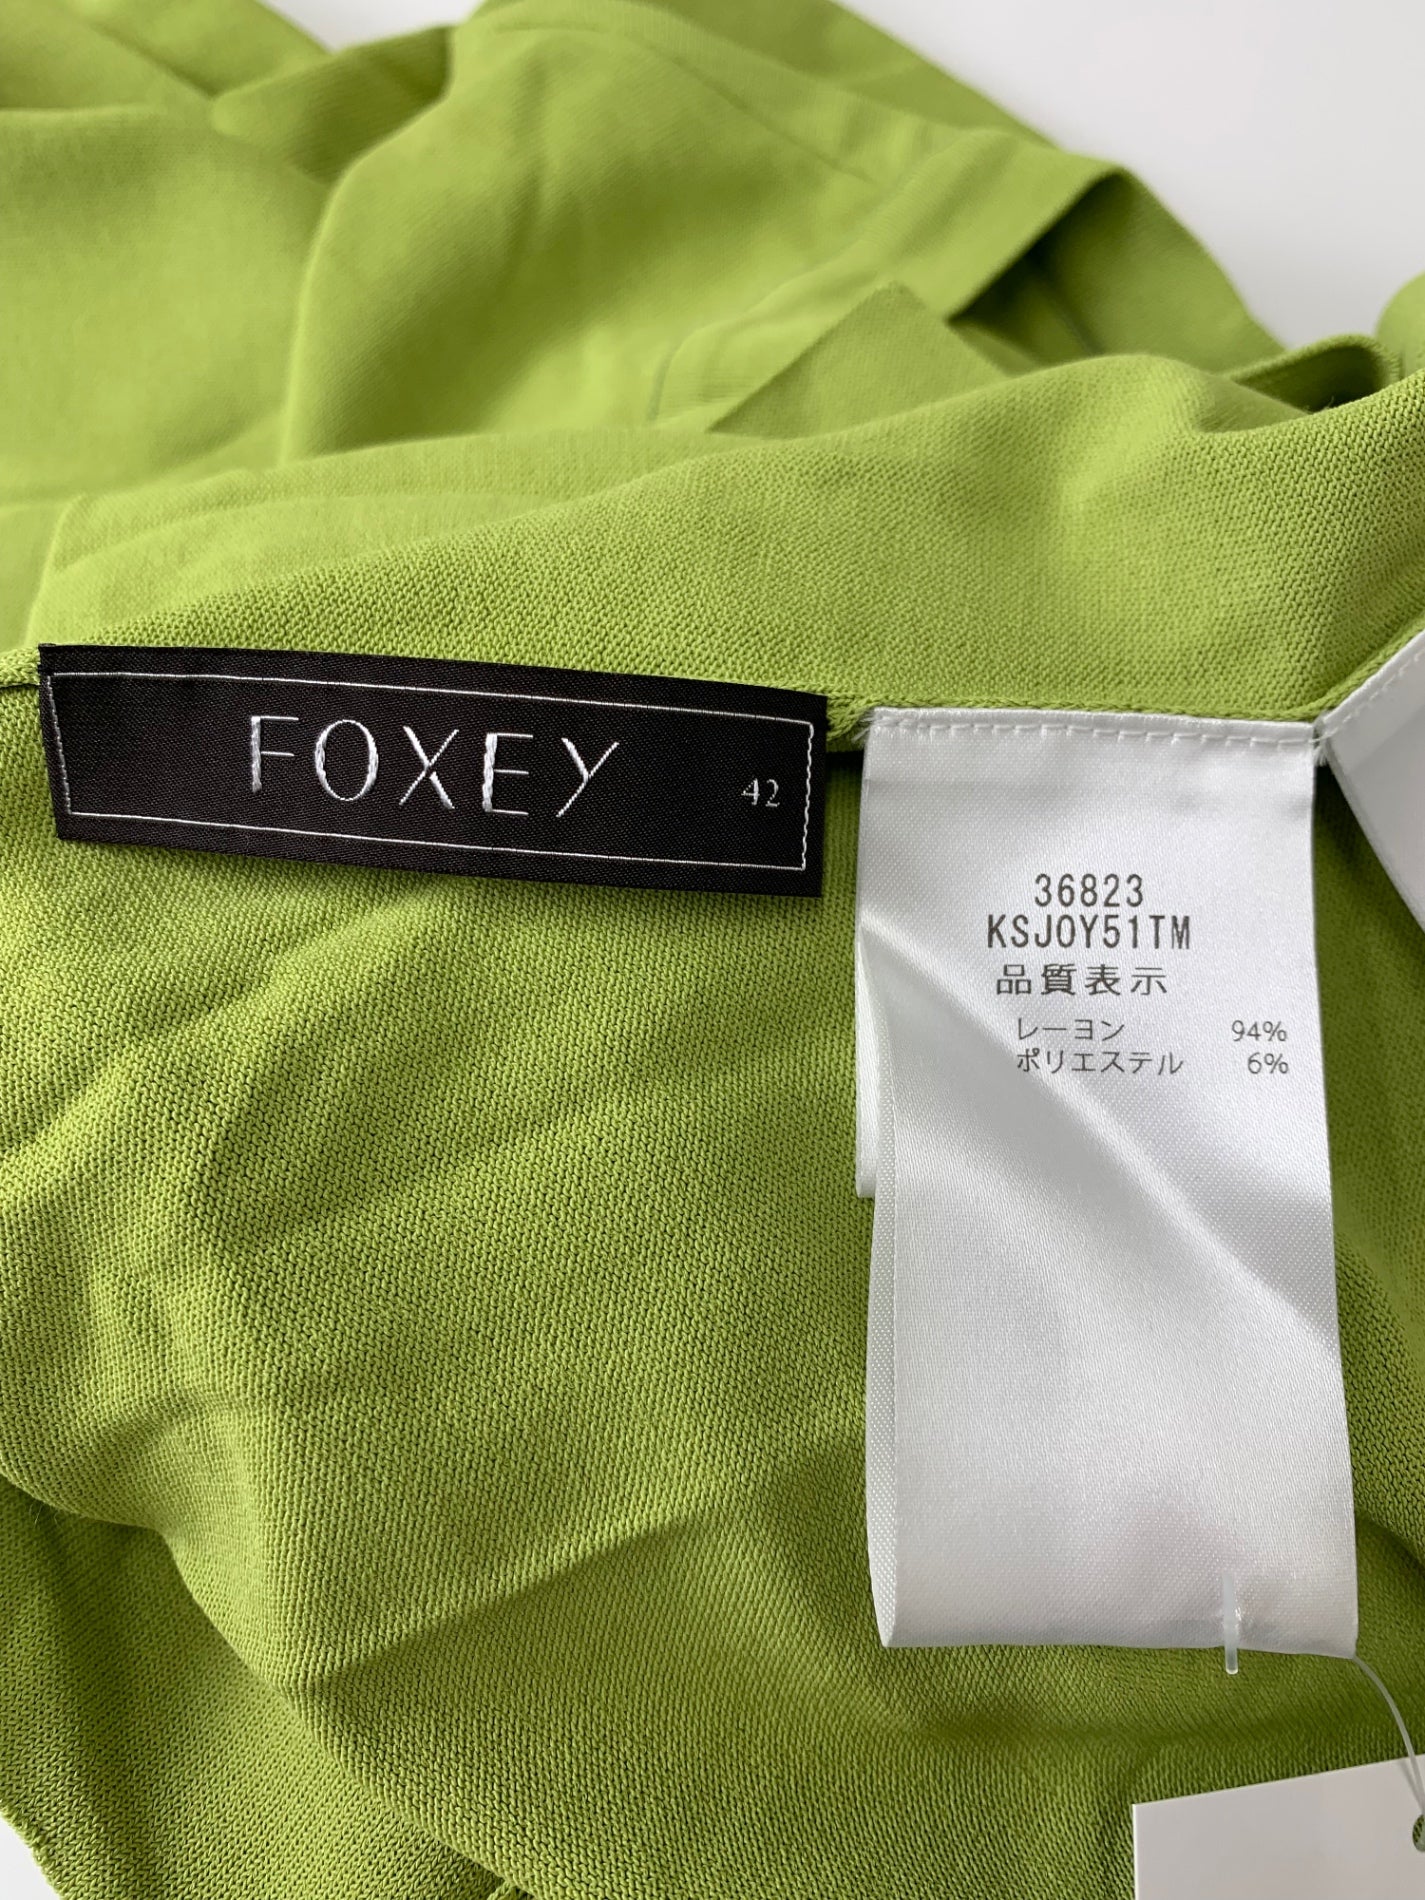 FOXEY 42
36823
KSJOY51TM
品質表示
レーヨン 94%
ポリエステル 6%